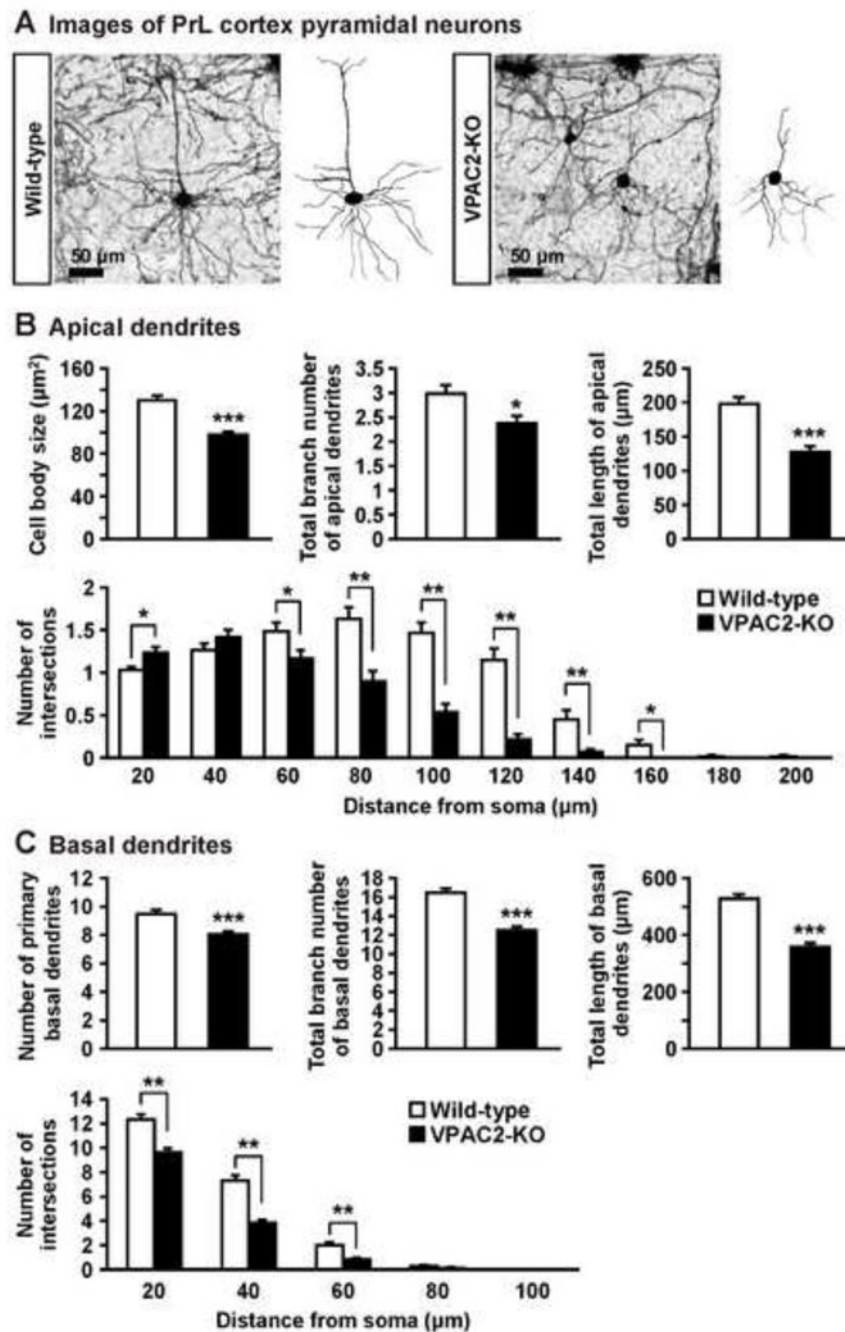 A Images of PrL cortex pyramidal neurons
Wild-type
50 µm
VPAC2-KO
50 µm
B Apical dendrites
Cell body size (µm²)
160
120
80
40
0
***
Total branch number
of apical dendrites
3.5
3
2.5
2
1.5
1
0.5
0
*
Total length of apical
dendrites (µm)
250
200
150
100
50
0
***
Number of
intersections
2
1.5
1
0.5
0
* * ** ** ** ** *
Wild-type
VPAC2-KO
20 40 60 80 100 120 140 160 180 200
Distance from soma (µm)
C Basal dendrites
Number of primary
basal dendrites
12
10
8
6
4
2
0
***
Total branch number
of basal dendrites
18
16
14
12
10
8
6
4
2
0
***
Total length of basal
dendrites (µm)
600
400
200
0
***
Number of
intersections
14
12
10
8
6
4
2
0
** ** **
Wild-type
VPAC2-KO
20 40 60 80 100
Distance from soma (µm)